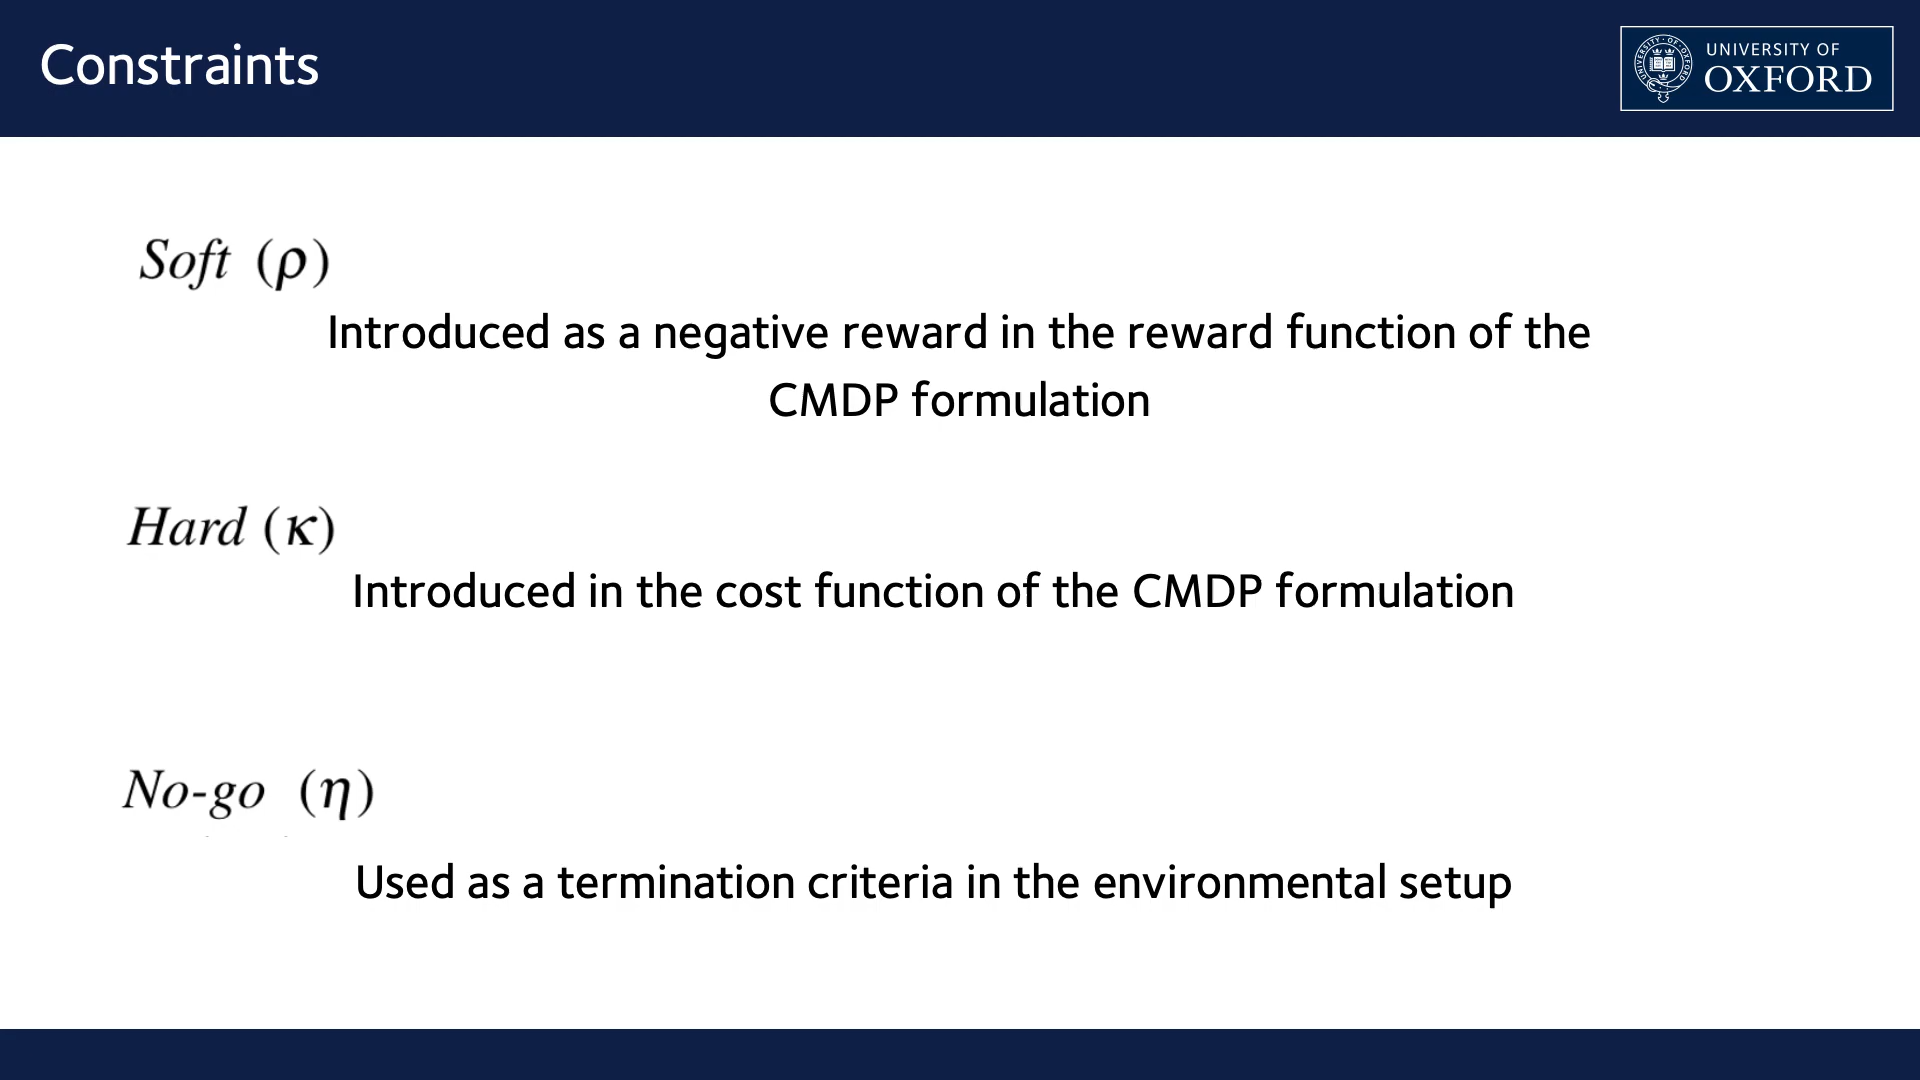 Constraints
UNIVERSITY OF
OXFORD
Soft (ρ)
Introduced as a negative reward in the reward function of the
CMDP formulation
Hard (κ)
Introduced in the cost function of the CMDP formulation
No-go (η)
Used as a termination criteria in the environmental setup